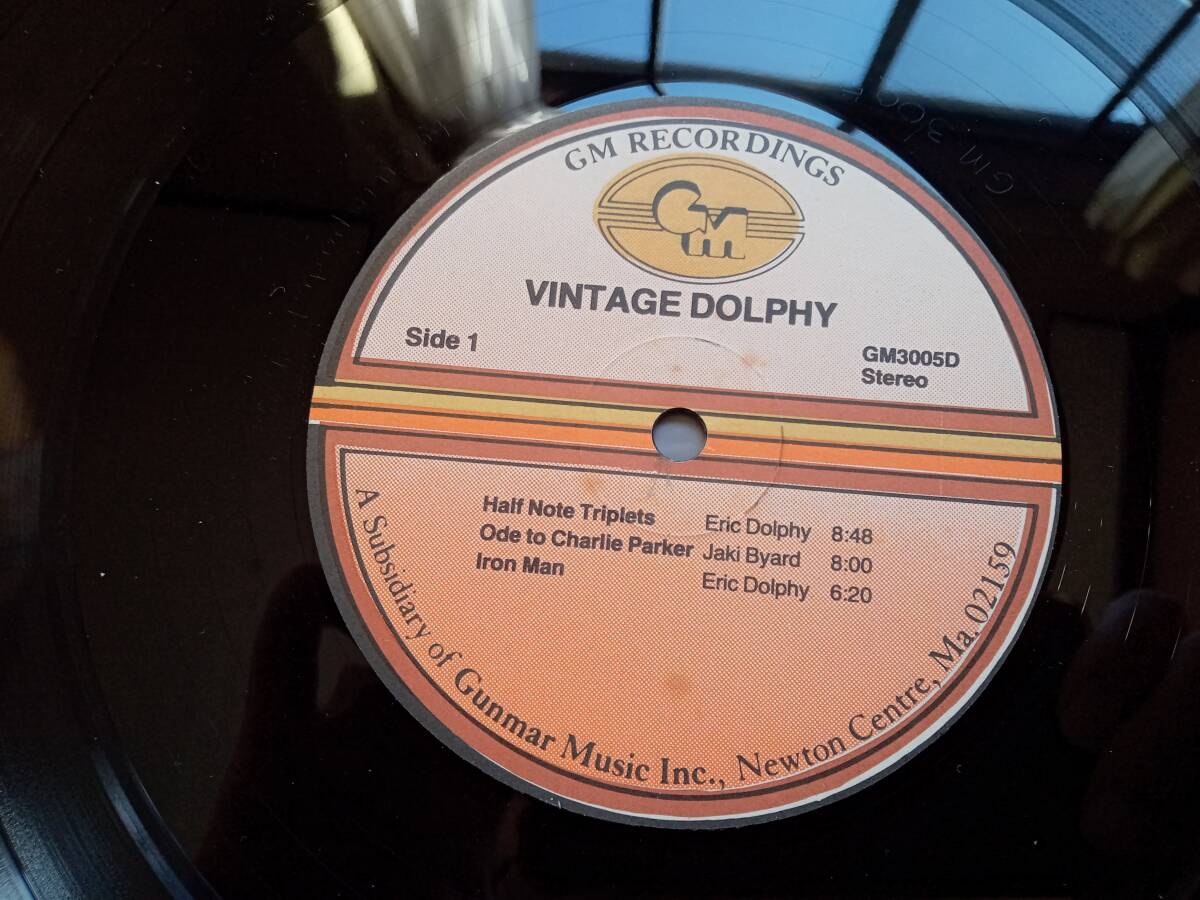 GM RECORDINGS
GM
VINTAGE DOLPHY
Side 1
GM3005D
Stereo
Half Note Triplets Eric Dolphy 8:48
Ode to Charlie Parker Jaki Byard 8:00
Iron Man Eric Dolphy 6:20
A Subsidiary of Gunmar Music Inc., Newton Centre, Ma. 02159